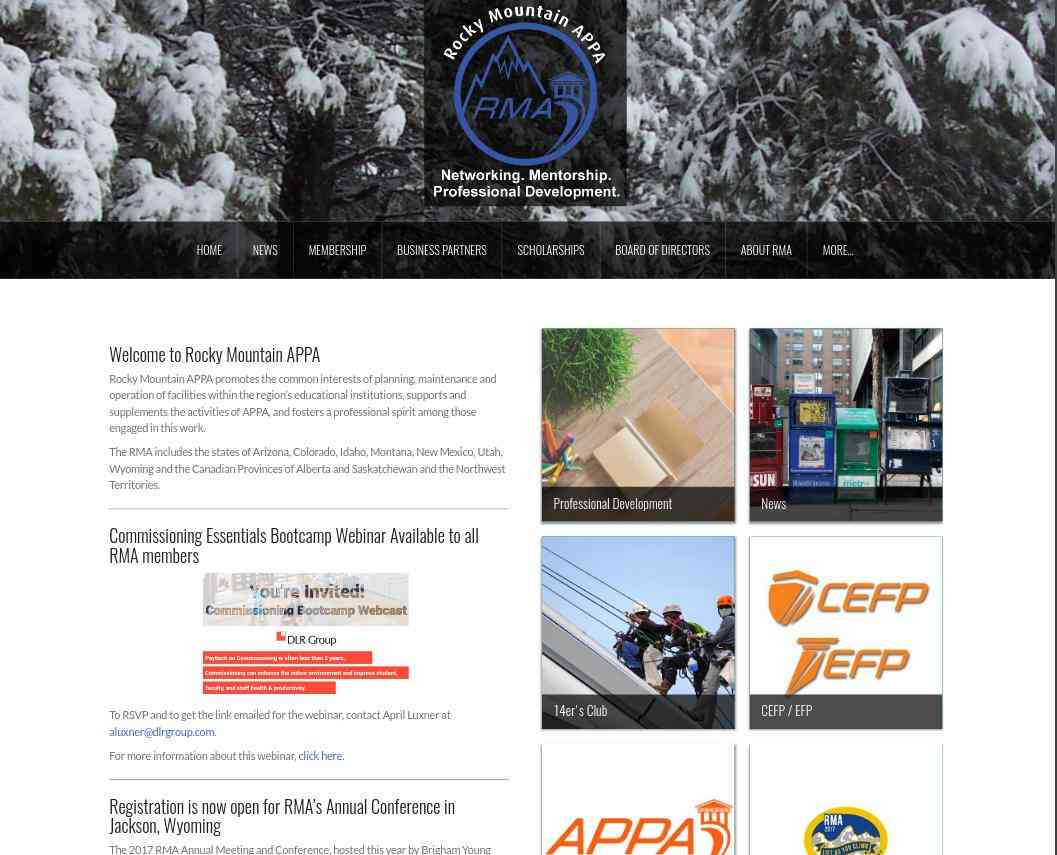 Rocky Mountain APPA
RMA
Networking. Mentorship.
Professional Development.
HOME
NEWS
MEMBERSHIP
BUSINESS PARTNERS
SCHOLARSHIPS
BOARD OF DIRECTORS
ABOUT RMA
MORE...
Welcome to Rocky Mountain APPA
Rocky Mountain APPA promotes the common interests of planning, maintenance and
operation of facilities within the region's educational institutions, supports and
supplements the activities of APPA, and fosters a professional spirit among those
engaged in this work.
The RMA includes the states of Arizona, Colorado, Idaho, Montana, New Mexico, Utah,
Wyoming and the Canadian Provinces of Alberta and Saskatchewan and the Northwest
Territories.
Commissioning Essentials Bootcamp Webinar Available to all
RMA members
You're invited!
Commissioning Bootcamp Webcast
DLR Group
Payback on Commissioning is often less than 2 years.
Commissioning can enhance the indoor environment and improve student,
faculty, and staff health & productivity.
To RSVP and to get the link emailed for the webinar, contact April Luxner at
aluxner@dlrgroup.com.
For more information about this webinar, click here.
Registration is now open for RMA's Annual Conference in
Jackson, Wyoming
The 2017 RMA Annual Meeting and Conference, hosted this year by Brigham Young
Professional Development
SUN
metro
News
14er's Club
CEFP
EFP
CEFP / EFP
APPA
RMA
2017